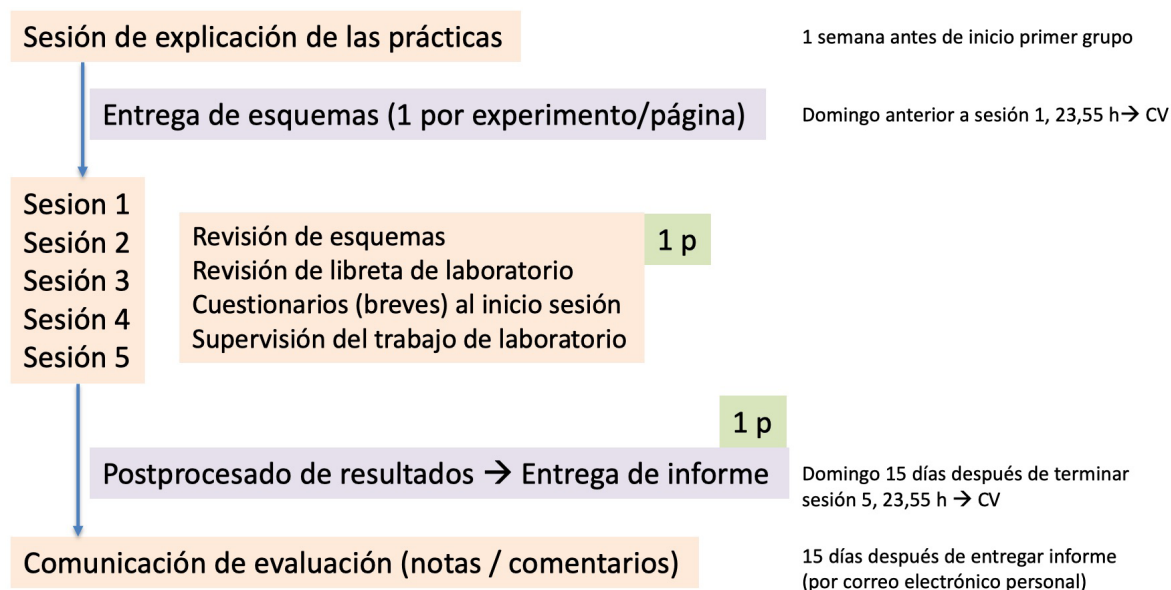 Sesión de explicación de las prácticas
1 semana antes de inicio primer grupo
Entrega de esquemas (1 por experimento/página)
Domingo anterior a sesión 1, 23,55 h→ CV
Sesion 1
Sesión 2
Sesión 3
Sesión 4
Sesión 5
Revisión de esquemas
Revisión de libreta de laboratorio
Cuestionarios (breves) al inicio sesión
Supervisión del trabajo de laboratorio
1 p
1 p
Postprocesado de resultados → Entrega de informe
Domingo 15 días después de terminar
sesión 5, 23,55 h → CV
Comunicación de evaluación (notas / comentarios)
15 días después de entregar informe
(por correo electrónico personal)